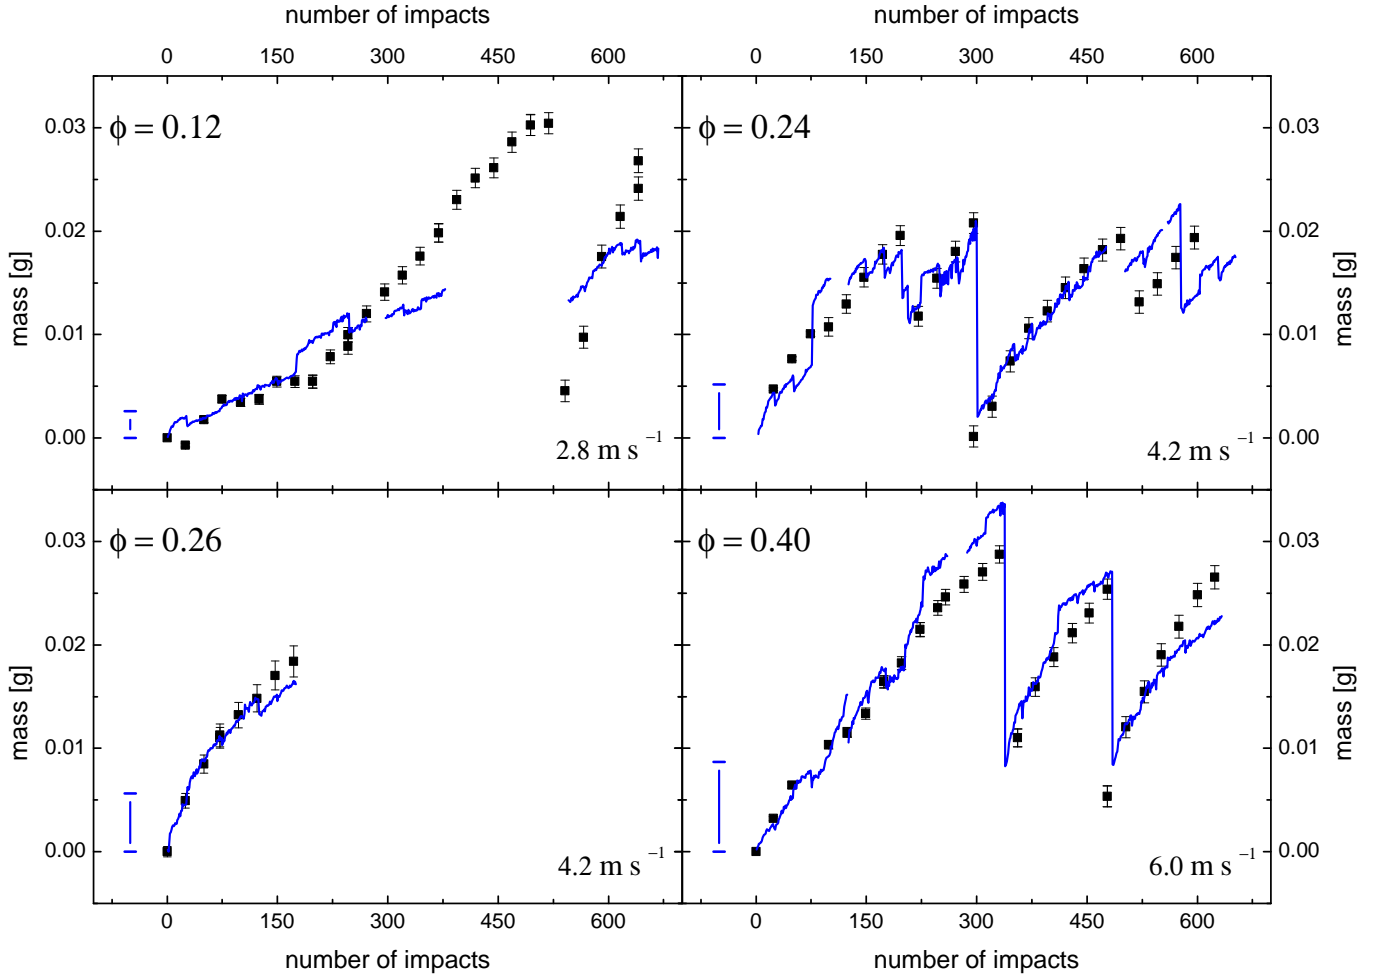 number of impacts number of impacts
0 150 300 450 600 0 150 300 450 600
0.03 ϕ = 0.12 ϕ = 0.24 0.03
0.02 0.02
mass [g] mass [g]
0.01 0.01
0.00 0.00
2.8 m s⁻¹ 4.2 m s⁻¹
0.03 ϕ = 0.26 ϕ = 0.40 0.03
0.02 0.02
mass [g] mass [g]
0.01 0.01
0.00 0.00
4.2 m s⁻¹ 6.0 m s⁻¹
0 150 300 450 600 0 150 300 450 600
number of impacts number of impacts